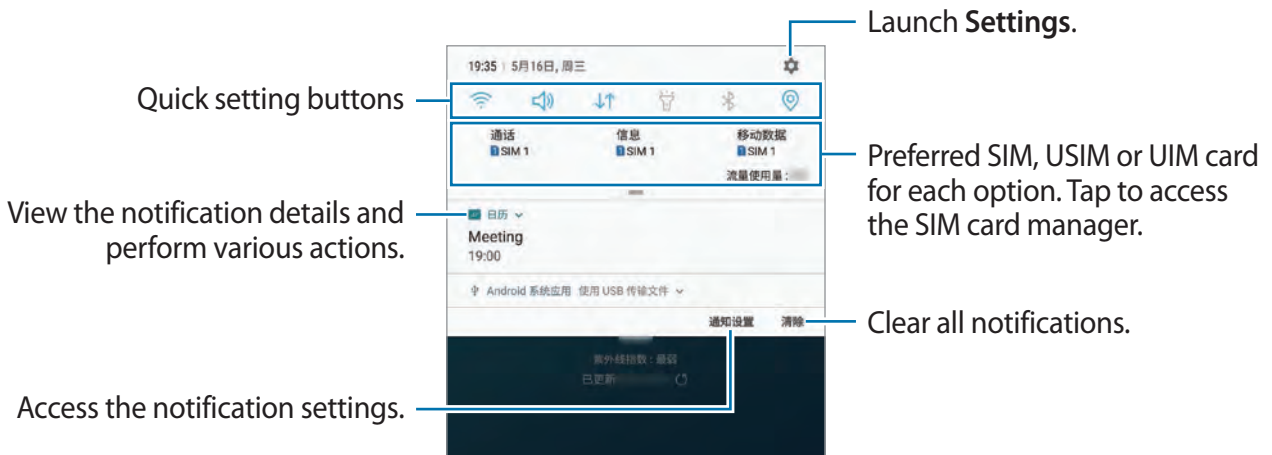 Launch Settings.
19:35 | 5月16日, 周三
Quick setting buttons
通话
信息
移动数据
1 SIM 1
1 SIM 1
1 SIM 1
流量使用量 :
Preferred SIM, USIM or UIM card
for each option. Tap to access
the SIM card manager.
View the notification details and
perform various actions.
日历
Meeting
19:00
Android 系统应用 使用 USB 传输文件
通知设置
清除
Clear all notifications.
紫外线指数 : 最弱
已更新
Access the notification settings.